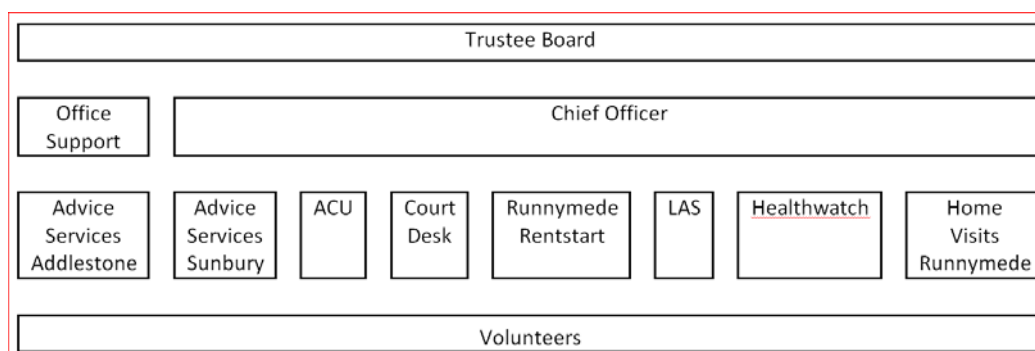 Trustee Board
Office
Support
Chief Officer
Advice
Services
Addlestone
Advice
Services
Sunbury
ACU
Court
Desk
Runnymede
Rentstart
LAS
Healthwatch
Home
Visits
Runnymede
Volunteers